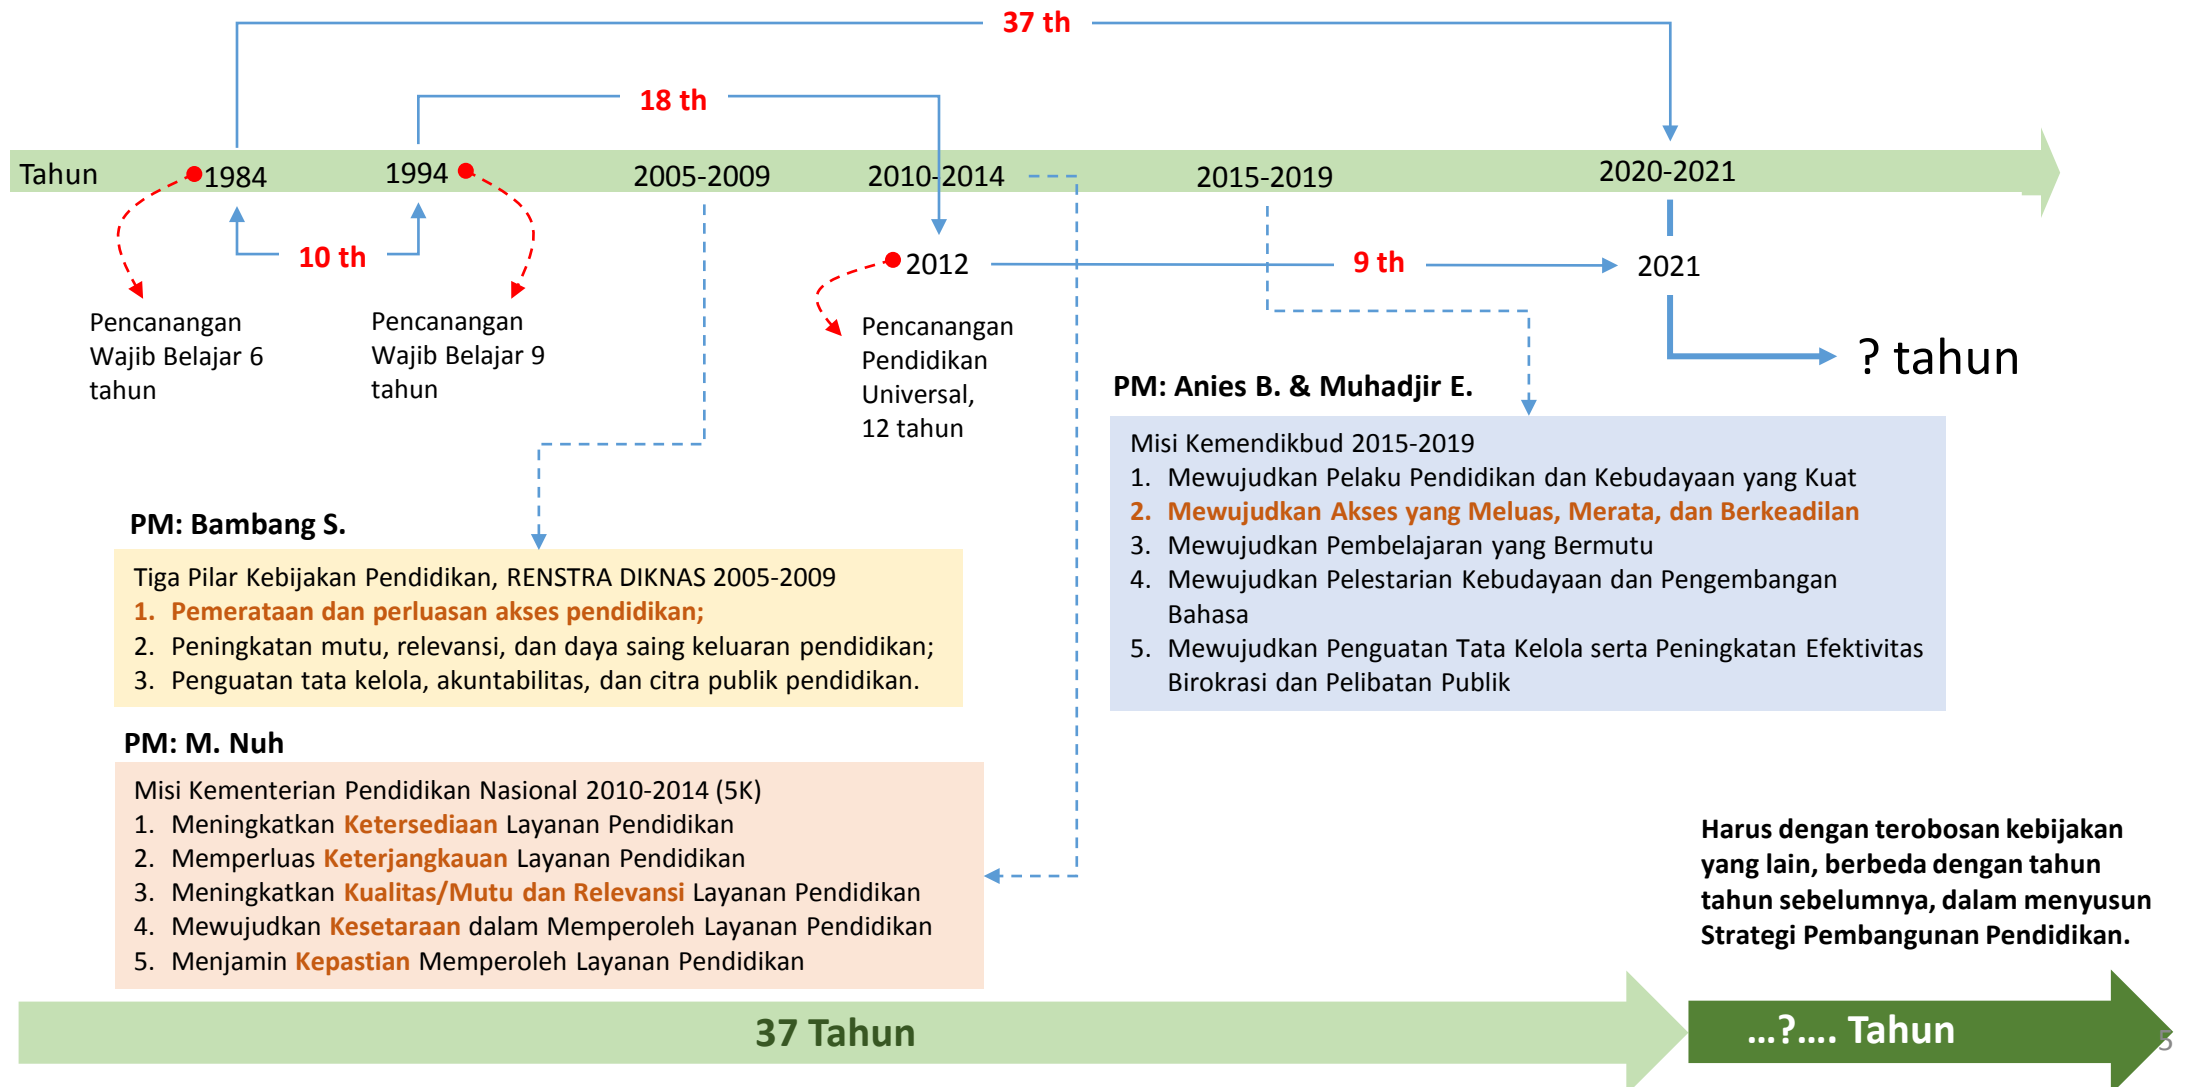 37 th
18 th
Tahun
1984
1994
2005-2009
2010-2014
2015-2019
2020-2021
10 th
2012
9 th
2021
Pencanangan
Wajib Belajar 6
tahun
Pencanangan
Wajib Belajar 9
tahun
Pencanangan
Pendidikan
Universal,
12 tahun
? tahun
PM: Anies B. & Muhadjir E.
Misi Kemendikbud 2015-2019
1. Mewujudkan Pelaku Pendidikan dan Kebudayaan yang Kuat
2. Mewujudkan Akses yang Meluas, Merata, dan Berkeadilan
3. Mewujudkan Pembelajaran yang Bermutu
4. Mewujudkan Pelestarian Kebudayaan dan Pengembangan
Bahasa
5. Mewujudkan Penguatan Tata Kelola serta Peningkatan Efektivitas
Birokrasi dan Pelibatan Publik
PM: Bambang S.
Tiga Pilar Kebijakan Pendidikan, RENSTRA DIKNAS 2005-2009
1. Pemerataan dan perluasan akses pendidikan;
2. Peningkatan mutu, relevansi, dan daya saing keluaran pendidikan;
3. Penguatan tata kelola, akuntabilitas, dan citra publik pendidikan.
PM: M. Nuh
Misi Kementerian Pendidikan Nasional 2010-2014 (5K)
1. Meningkatkan Ketersediaan Layanan Pendidikan
2. Memperluas Keterjangkauan Layanan Pendidikan
3. Meningkatkan Kualitas/Mutu dan Relevansi Layanan Pendidikan
4. Mewujudkan Kesetaraan dalam Memperoleh Layanan Pendidikan
5. Menjamin Kepastian Memperoleh Layanan Pendidikan
Harus dengan terobosan kebijakan
yang lain, berbeda dengan tahun
tahun sebelumnya, dalam menyusun
Strategi Pembangunan Pendidikan.
37 Tahun
...?.... Tahun
5